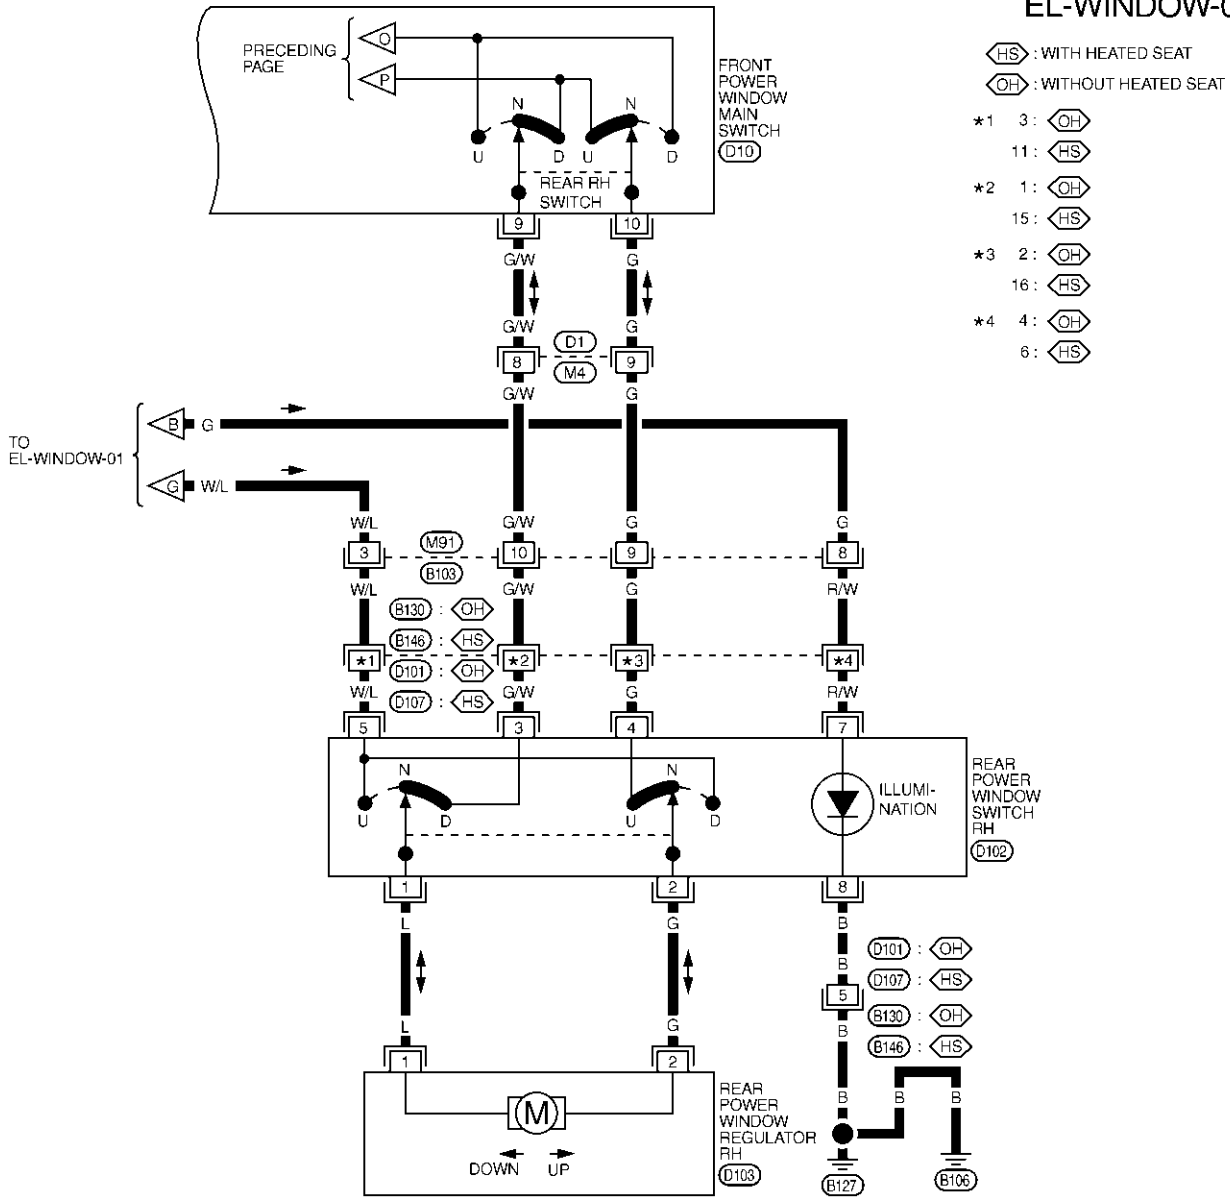 EL-WINDOW-0
HS : WITH HEATED SEAT
OH : WITHOUT HEATED SEAT
*1 3 : OH
11 : HS
*2 1 : OH
15 : HS
*3 2 : OH
16 : HS
*4 4 : OH
6 : HS
PRECEDING
PAGE
O
P
N N
U D U D
REAR RH
SWITCH
FRONT
POWER
WINDOW
MAIN
SWITCH
D10
9 10
G/W G
G/W G
8 D1 9
M4
G/W G
TO
EL-WINDOW-01
B G
G W/L
W/L G/W G G
3 M91 10 9 8
B103
W/L G/W G R/W
B130 : OH
B146 : HS
*1 *2 *3 *4
D101 : OH
W/L G/W G R/W
D107 : HS
5 3 4 7
N N
U D U D
ILLUMI-
NATION
REAR
POWER
WINDOW
SWITCH
RH
D102
1 2 8
L G B
B D101 : OH
D107 : HS
5
B B130 : OH
B146 : HS
L G
1 2
M
DOWN UP
REAR
POWER
WINDOW
REGULATOR
RH
D103
B B B
B127 B106